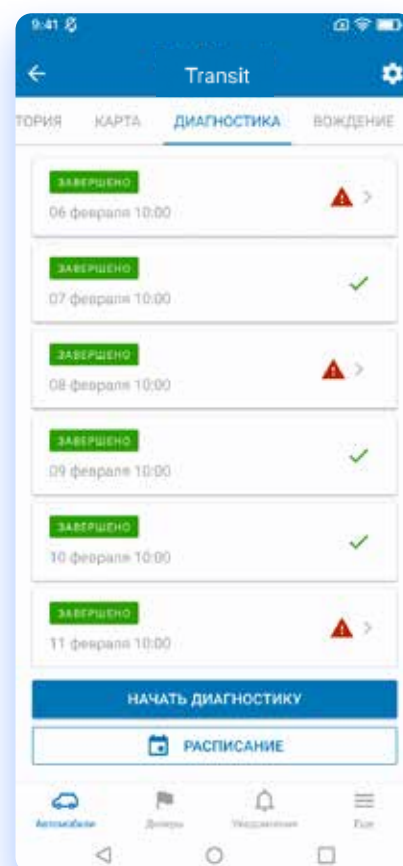 9:41
Transit
ТОРИЯ КАРТА ДИАГНОСТИКА ВОЖДЕНИЕ
ЗАВЕРШЕНО
06 февраля 10:00
ЗАВЕРШЕНО
07 февраля 10:00
ЗАВЕРШЕНО
08 февраля 10:00
ЗАВЕРШЕНО
09 февраля 10:00
ЗАВЕРШЕНО
10 февраля 10:00
ЗАВЕРШЕНО
11 февраля 10:00
НАЧАТЬ ДИАГНОСТИКУ
РАСПИСАНИЕ
Автомобили Дилеры Уведомления Еще